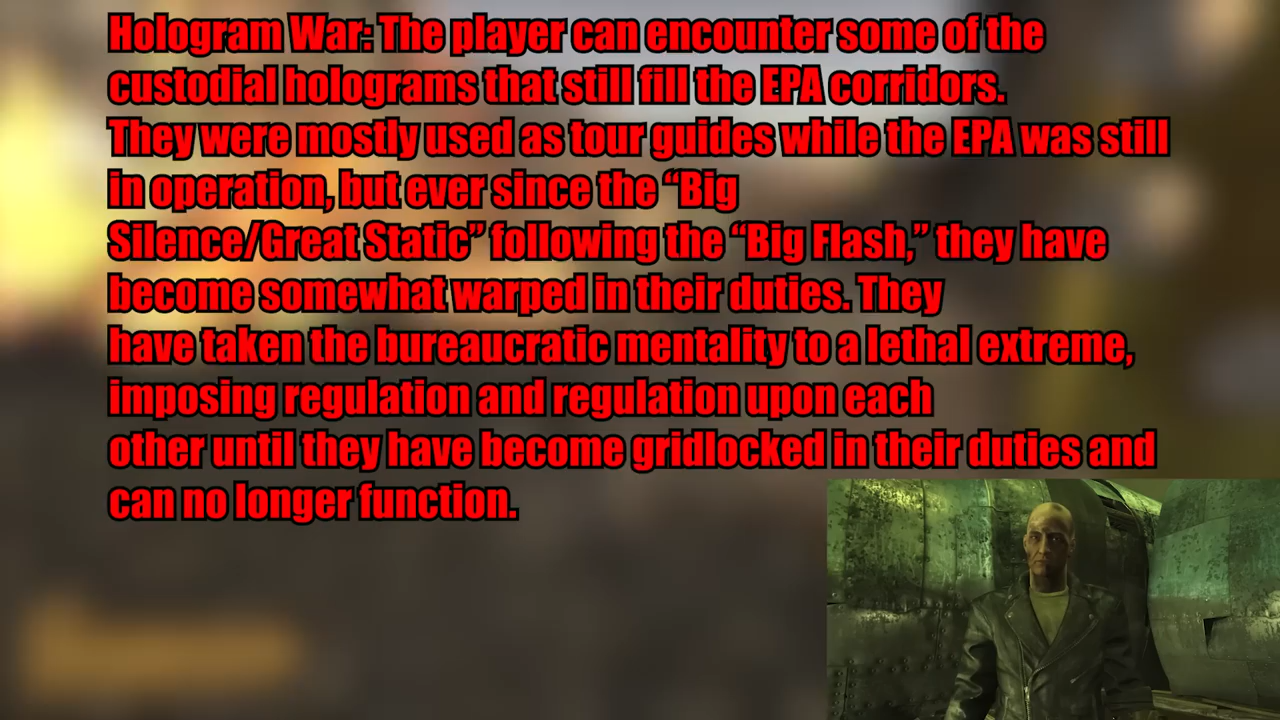 Hologram War: The player can encounter some of the
custodial holograms that still fill the EPA corridors.
They were mostly used as tour guides while the EPA was still
in operation, but ever since the “Big
Silence/Great Static” following the “Big Flash,” they have
become somewhat warped in their duties. They
have taken the bureaucratic mentality to a lethal extreme,
imposing regulation and regulation upon each
other until they have become gridlocked in their duties and
can no longer function.